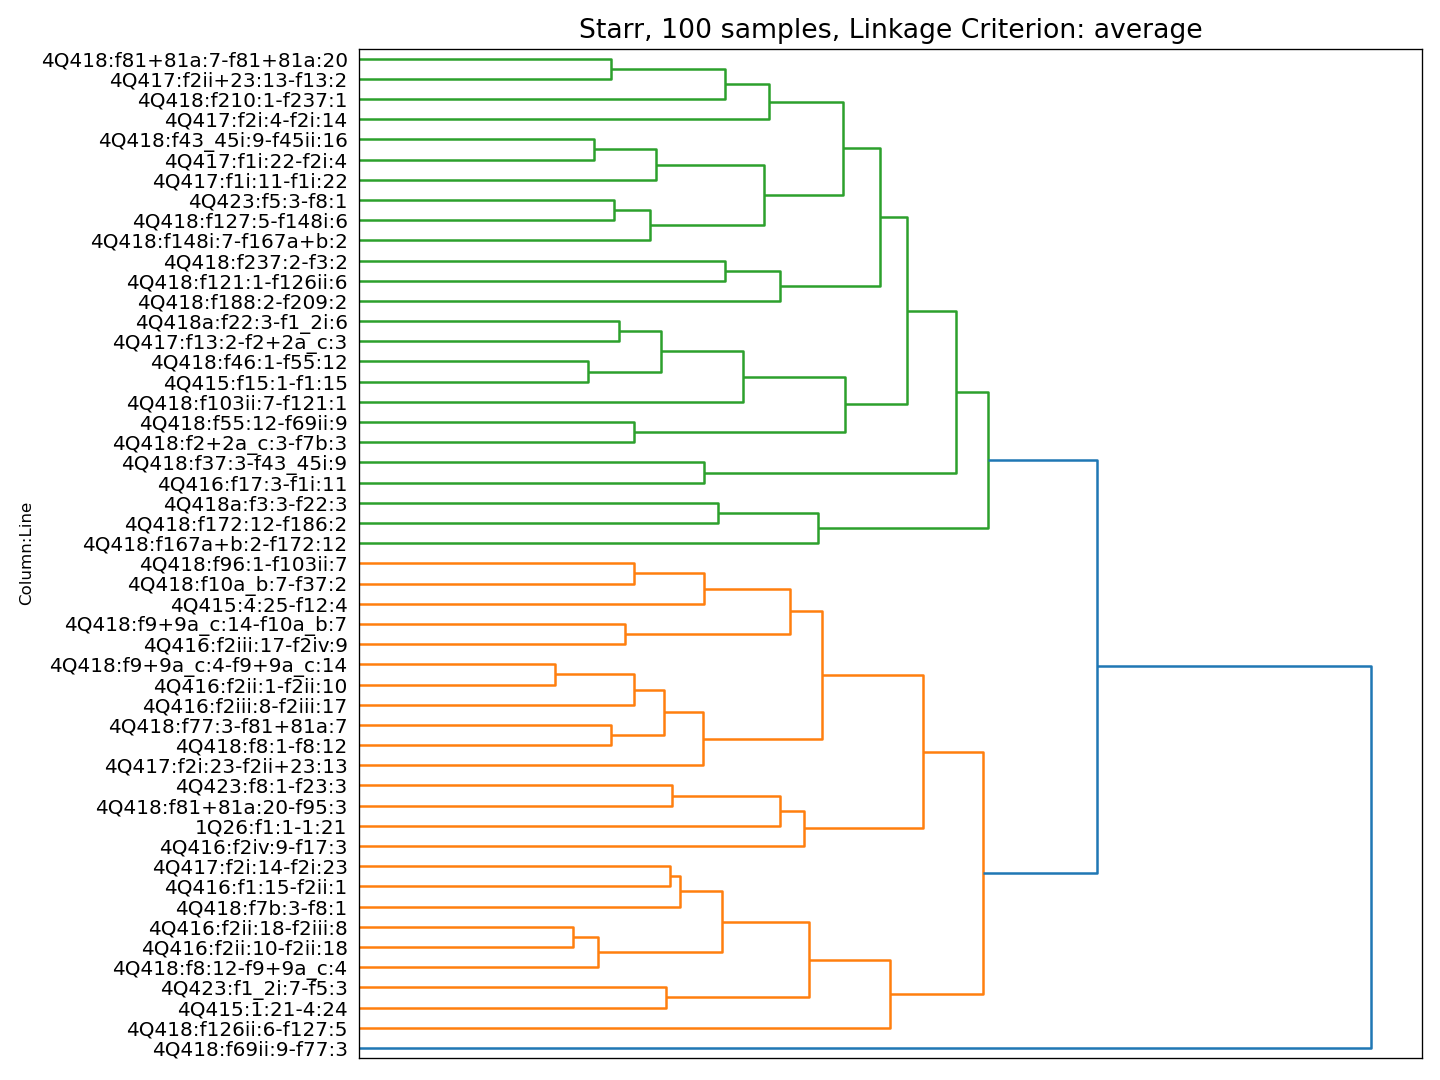 Starr, 100 samples, Linkage Criterion: average
4Q418:f81+81a:7-f81+81a:20
4Q417:f2ii+23:13-f13:2
4Q418:f210:1-f237:1
4Q417:f2i:4-f2i:14
4Q418:f43_45i:9-f45ii:16
4Q417:f1i:22-f2i:4
4Q417:f1i:11-f1i:22
4Q423:f5:3-f8:1
4Q418:f127:5-f148i:6
4Q418:f148i:7-f167a+b:2
4Q418:f237:2-f3:2
4Q418:f121:1-f126ii:6
4Q418:f188:2-f209:2
4Q418a:f22:3-f1_2i:6
4Q417:f13:2-f2+2a_c:3
4Q418:f46:1-f55:12
4Q415:f15:1-f1:15
4Q418:f103ii:7-f121:1
4Q418:f55:12-f69ii:9
4Q418:f2+2a_c:3-f7b:3
4Q418:f37:3-f43_45i:9
4Q416:f17:3-f1i:11
4Q418a:f3:3-f22:3
4Q418:f172:12-f186:2
4Q418:f167a+b:2-f172:12
4Q418:f96:1-f103ii:7
4Q418:f10a_b:7-f37:2
4Q415:4:25-f12:4
4Q418:f9+9a_c:14-f10a_b:7
4Q416:f2iii:17-f2iv:9
4Q418:f9+9a_c:4-f9+9a_c:14
4Q416:f2ii:1-f2ii:10
4Q416:f2iii:8-f2iii:17
4Q418:f77:3-f81+81a:7
4Q418:f8:1-f8:12
4Q417:f2i:23-f2ii+23:13
4Q423:f8:1-f23:3
4Q418:f81+81a:20-f95:3
1Q26:f1:1-1:21
4Q416:f2iv:9-f17:3
4Q417:f2i:14-f2i:23
4Q416:f1:15-f2ii:1
4Q418:f7b:3-f8:1
4Q416:f2ii:18-f2iii:8
4Q416:f2ii:10-f2ii:18
4Q418:f8:12-f9+9a_c:4
4Q423:f1_2i:7-f5:3
4Q415:1:21-4:24
4Q418:f126ii:6-f127:5
4Q418:f69ii:9-f77:3
Column:Line